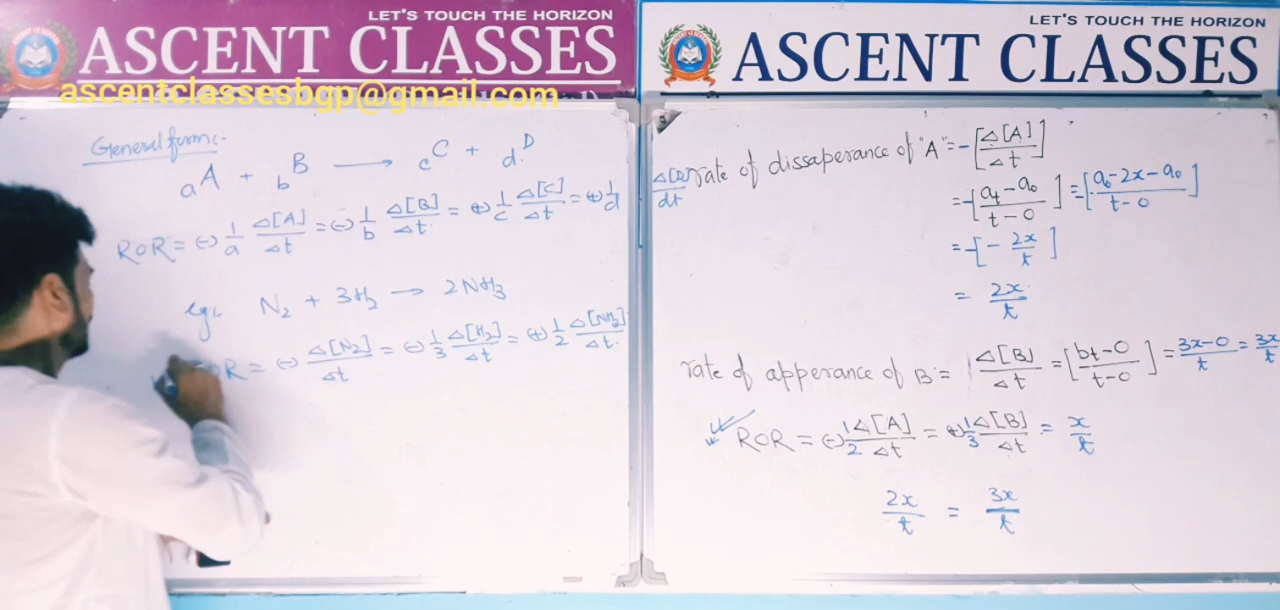 LET'S TOUCH THE HORIZON
ASCENT CLASSES
ascentclassesbgp@gmail.com
General form:-
aA + bB ⟶ cC + dD
ROR = (-) 1/a Δ[A]/Δt = (-) 1/b Δ[B]/Δt = (+) 1/c Δ[C]/Δt = (+) 1/d Δ[D]/dt
eg:. N₂ + 3H₂ ⟶ 2NH₃
ROR = (-) Δ[N₂]/Δt = (-) 1/3 Δ[H₂]/Δt = (+) 1/2 Δ[NH₃]/Δt.
LET'S TOUCH THE HORIZON
ASCENT CLASSES
rate of dissaperance of "A" = -[Δ[A]/Δt]
= -[at-a₀/t-0] = -[a₀-2x-a₀/t-0]
= -[-2x/t]
= 2x/t
rate of apperance of B = Δ[B]/Δt = [bt-0/t-0] = 3x-0/t = 3x/t
ROR = (-) 1/2 Δ[A]/Δt = (+) 1/3 Δ[B]/Δt = x/t
2x/t = 3x/t